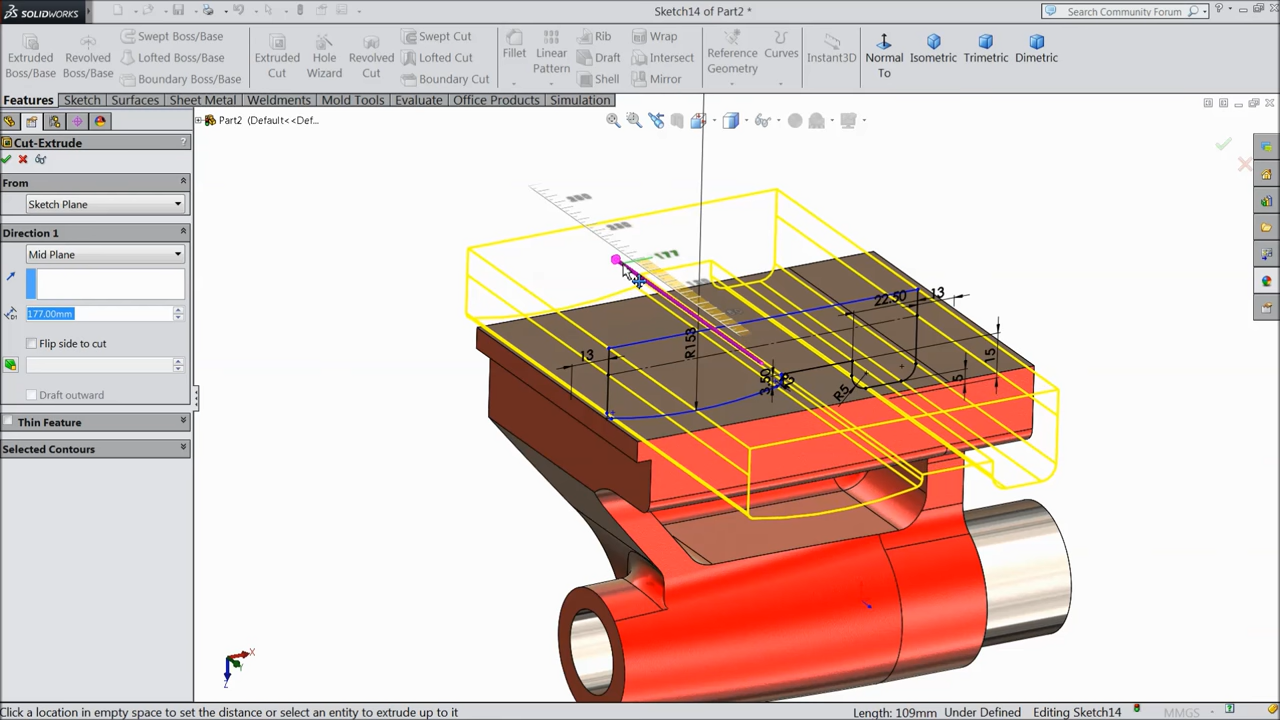 SOLIDWORKS
Sketch14 of Part2 *
Search Community Forum
Extruded Boss/Base
Revolved Boss/Base
Swept Boss/Base
Lofted Boss/Base
Boundary Boss/Base
Extruded Cut
Hole Wizard
Revolved Cut
Swept Cut
Lofted Cut
Boundary Cut
Fillet
Linear Pattern
Rib
Draft
Shell
Wrap
Intersect
Mirror
Reference Geometry
Curves
Instant3D
Normal To
Isometric
Trimetric
Dimetric
Features
Sketch
Surfaces
Sheet Metal
Weldments
Mold Tools
Evaluate
Office Products
Simulation
Part2 (Default<<Def...
Cut-Extrude
From
Sketch Plane
Direction 1
Mid Plane
177.00mm
Flip side to cut
Draft outward
Thin Feature
Selected Contours
177
22.50
13
R153
13
15
3.50
5
R5
X
Y
Z
Click a location in empty space to set the distance or select an entity to extrude up to it
Length: 109mm
Under Defined
Editing Sketch14
MMGS